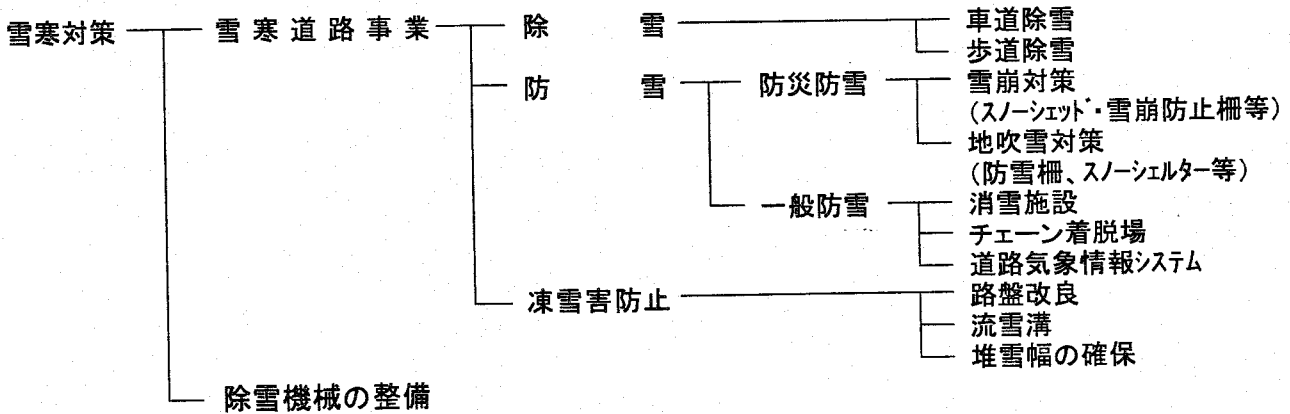 雪寒対策 雪寒道路事業 除雪 車道除雪
歩道除雪
防雪 防災防雪 雪崩対策
(スノーシェッド・雪崩防止柵等)
地吹雪対策
(防雪柵、スノーシェルター等)
一般防雪 消雪施設
チェーン着脱場
道路気象情報システム
凍雪害防止 路盤改良
流雪溝
堆雪幅の確保
除雪機械の整備